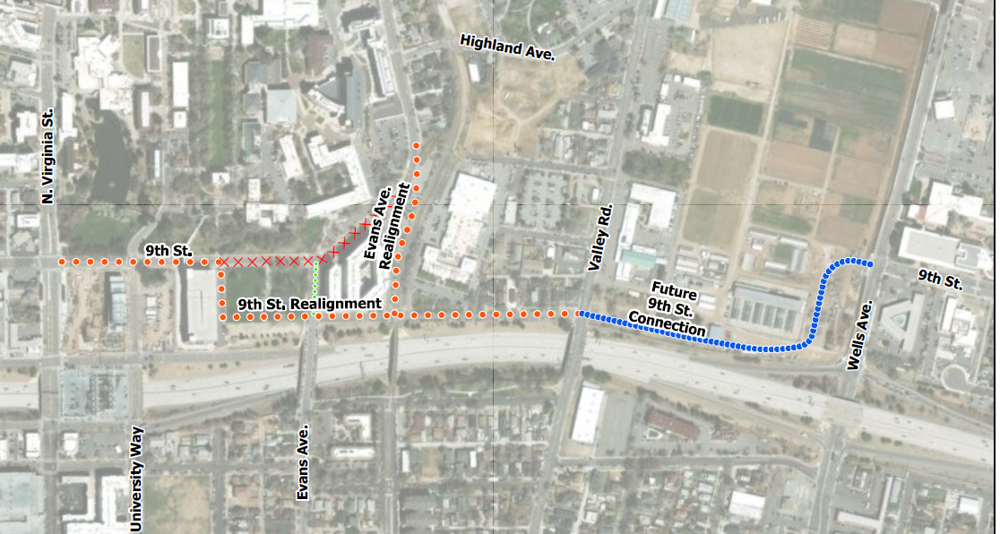 Highland Ave.
N. Virginia St.
Evans Ave.
Realignment
Valley Rd.
9th St.
9th St.
Future
9th St.
Connection
9th St. Realignment
Wells Ave.
University Way
Evans Ave.